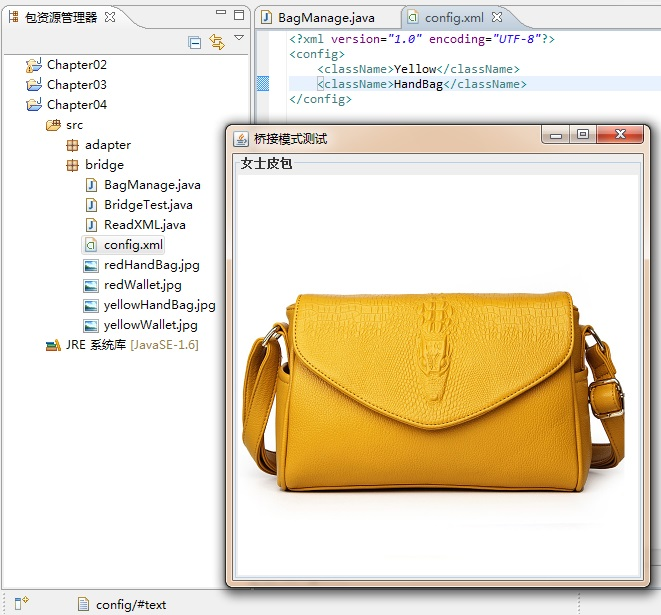 包资源管理器
Chapter02
Chapter03
Chapter04
src
adapter
bridge
BagManage.java
BridgeTest.java
ReadXML.java
config.xml
redHandBag.jpg
redWallet.jpg
yellowHandBag.jpg
yellowWallet.jpg
JRE 系统库 [JavaSE-1.6]
BagManage.java
config.xml
<?xml version="1.0" encoding="UTF-8"?>
<config>
<className>Yellow</className>
<className>HandBag</className>
</config>
桥接模式测试
女士皮包
config/#text